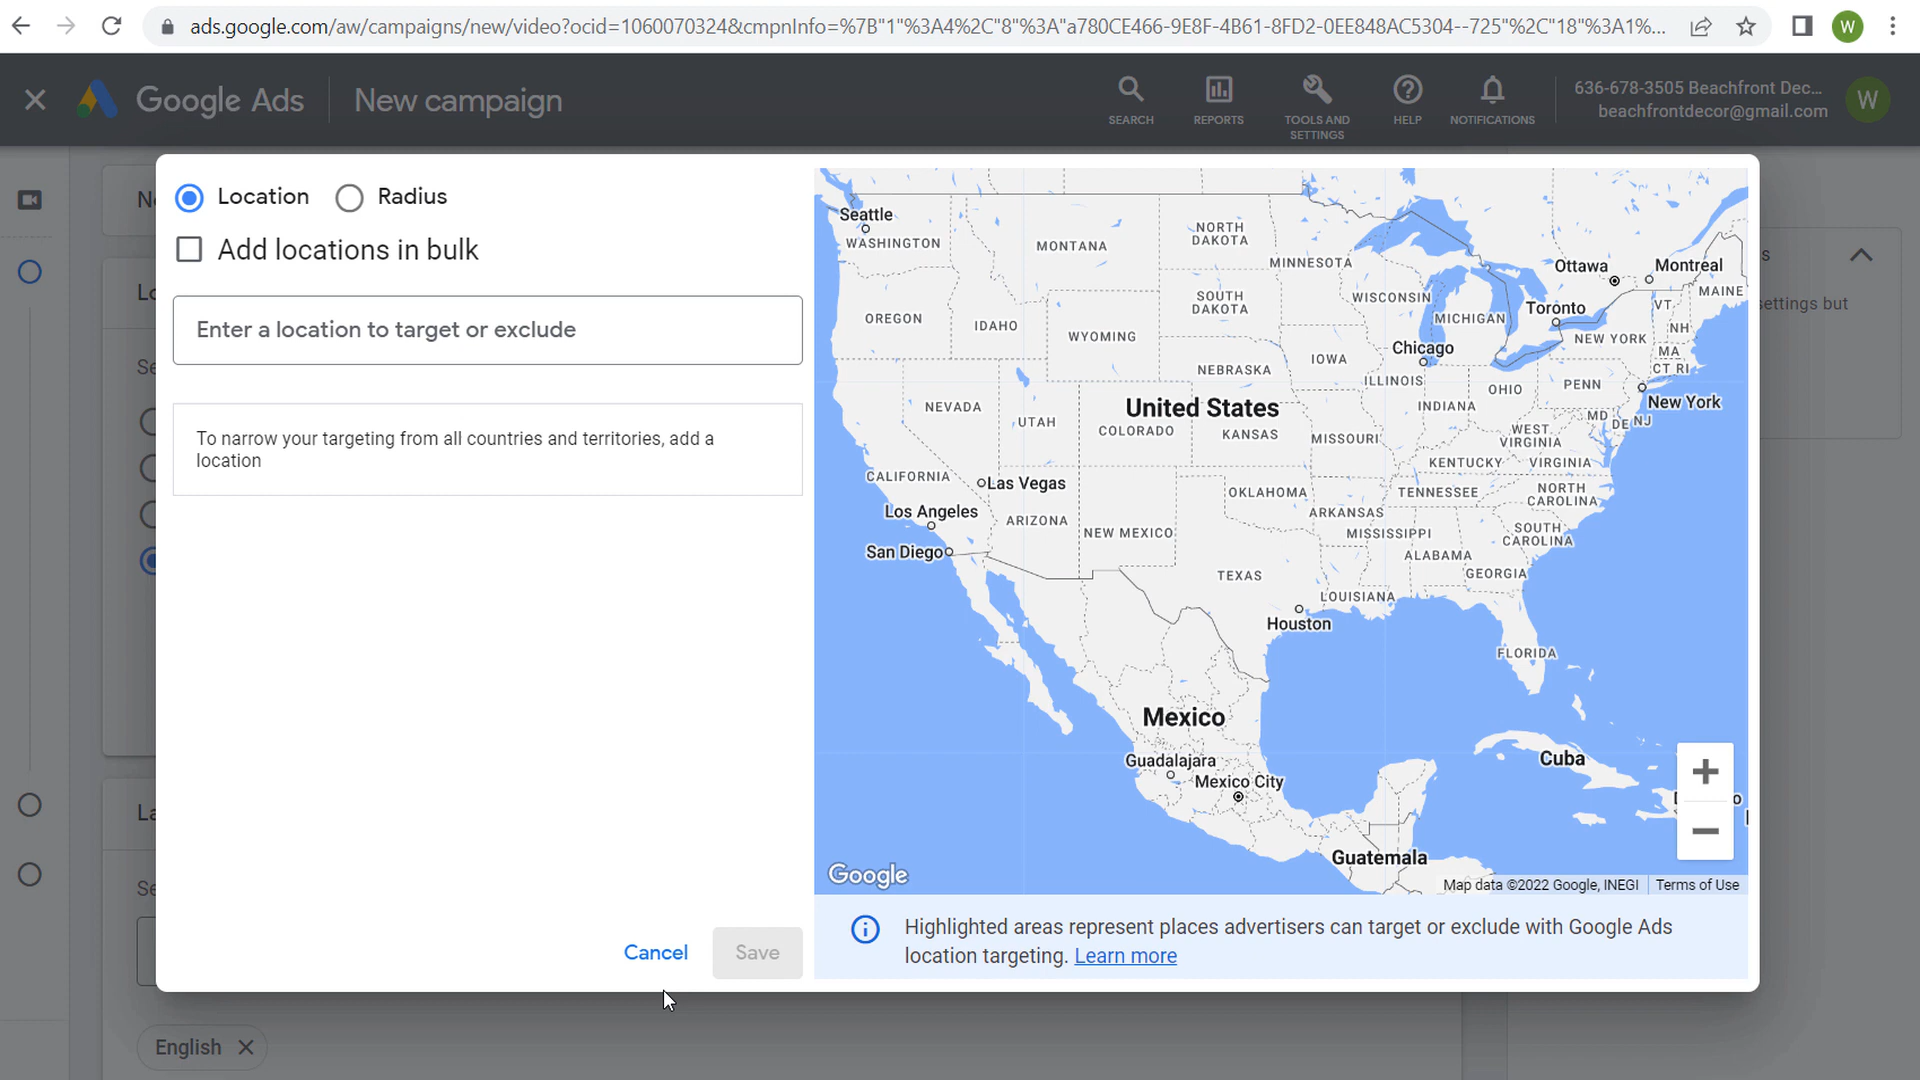 ads.google.com/aw/campaigns/new/video?ocid=1060070324&cmpnInfo=%7B"1"%3A4%2C"8"%3A"a780CE466-9E8F-4B61-8FD2-0EE848AC5304--725"%2C"18"%3A1%...
W
Google Ads
New campaign
SEARCH
REPORTS
TOOLS AND
SETTINGS
HELP
NOTIFICATIONS
636-678-3505 Beachfront Dec...
beachfrontdecor@gmail.com
W
Location
Radius
Add locations in bulk
Enter a location to target or exclude
To narrow your targeting from all countries and territories, add a
location
Cancel
Save
English
ettings but
Seattle
WASHINGTON
MONTANA
NORTH
DAKOTA
MINNESOTA
Ottawa
Montreal
MAINE
OREGON
IDAHO
SOUTH
DAKOTA
WISCONSIN
MICHIGAN
Toronto
VT
NH
WYOMING
NEW YORK
MA
CT RI
Chicago
IOWA
NEBRASKA
ILLINOIS
OHIO
PENN
New York
NEVADA
UTAH
United States
COLORADO
KANSAS
INDIANA
MD
DE
NJ
MISSOURI
WEST
VIRGINIA
KENTUCKY
VIRGINIA
CALIFORNIA
Las Vegas
OKLAHOMA
TENNESSEE
NORTH
CAROLINA
Los Angeles
ARIZONA
ARKANSAS
NEW MEXICO
MISSISSIPPI
SOUTH
CAROLINA
San Diego
ALABAMA
TEXAS
GEORGIA
LOUISIANA
Houston
FLORIDA
Mexico
Guadalajara
Mexico City
Cuba
Guatemala
Google
Map data ©2022 Google, INEGI
Terms of Use
Highlighted areas represent places advertisers can target or exclude with Google Ads
location targeting. Learn more